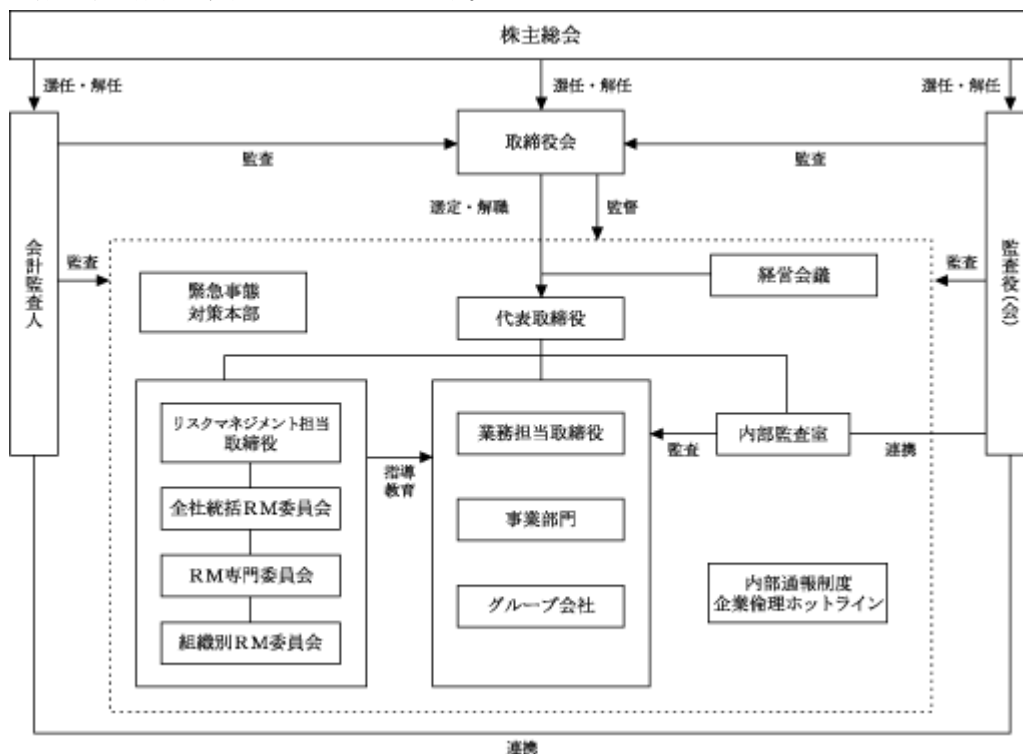 株主総会
選任・解任
選任・解任
選任・解任
取締役会
監査
監査
選定・解職
監督
会計監査人
監査役(会)
監査
監査
緊急事態
対策本部
経営会議
代表取締役
リスクマネジメント担当
取締役
業務担当取締役
内部監査室
監査
連携
指導
教育
全社統括RM委員会
事業部門
RM専門委員会
内部通報制度
企業倫理ホットライン
グループ会社
組織別RM委員会
連携